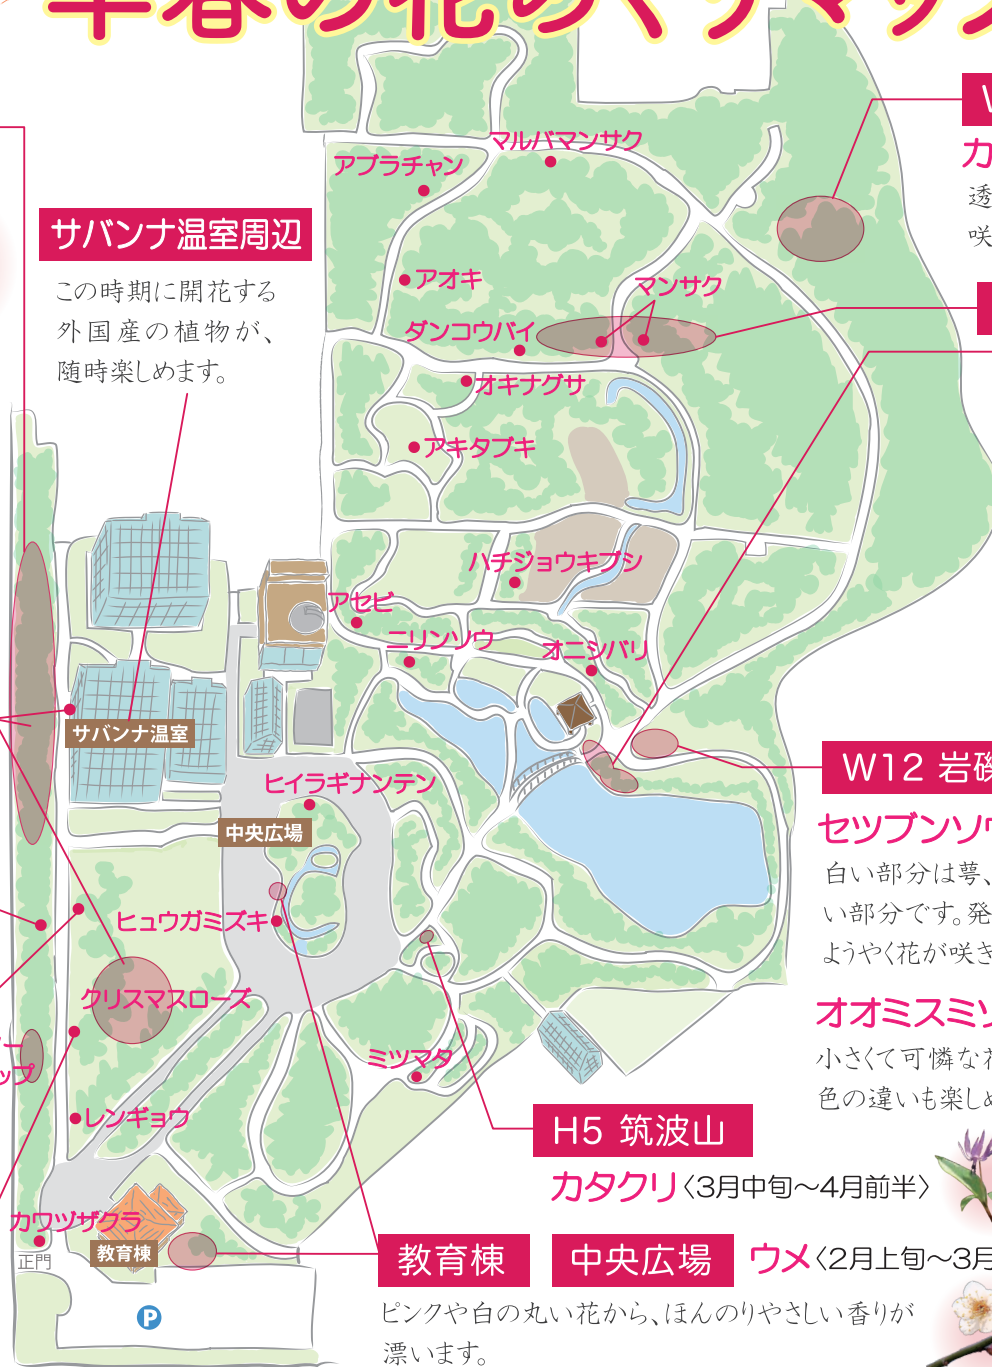 早春の花めぐりマップ
マルバマンサク
アブラチャン
サバンナ温室周辺
この時期に開花する
外国産の植物が、
随時楽しめます。
アオキ
マンサク
ダンコウバイ
オキナグサ
アキタブキ
ハチジョウキブシ
アセビ
ニリンソウ
オニシバリ
サバンナ温室
ヒイラギナンテン
中央広場
ヒュウガミズキ
クリスマスローズ
ミツマタ
レンギョウ
カワヅザクラ
正門
教育棟
P
カ
透
咲
W12 岩礫
セツブンソウ
白い部分は萼、
い部分です。発
ようやく花が咲き
オオミスミソ
小さくて可憐な花
色の違いも楽しめ
H5 筑波山
カタクリ〈3月中旬〜4月前半〉
教育棟 中央広場 ウメ〈2月上旬〜3月
ピンクや白の丸い花から、ほんのりやさしい香りが
漂います。